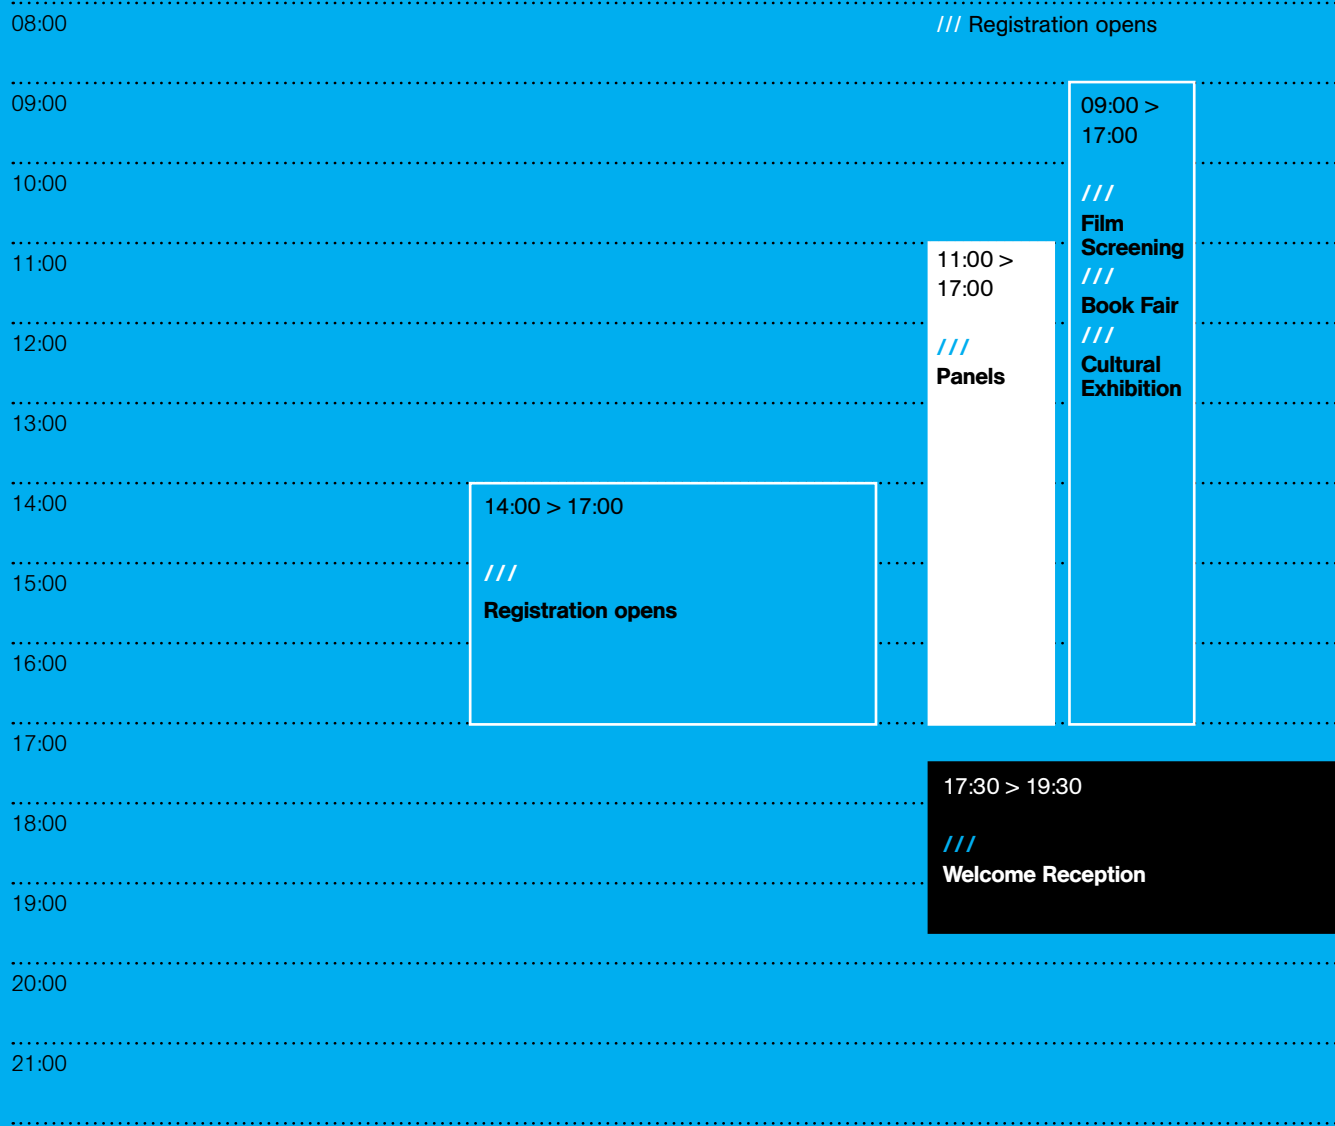 08:00
/// Registration opens
09:00
10:00
11:00
12:00
13:00
14:00
15:00
16:00
17:00
18:00
19:00
20:00
21:00
14:00 > 17:00
///
Registration opens
11:00 >
17:00
///
Panels
09:00 >
17:00
///
Film
Screening
///
Book Fair
///
Cultural
Exhibition
17:30 > 19:30
///
Welcome Reception